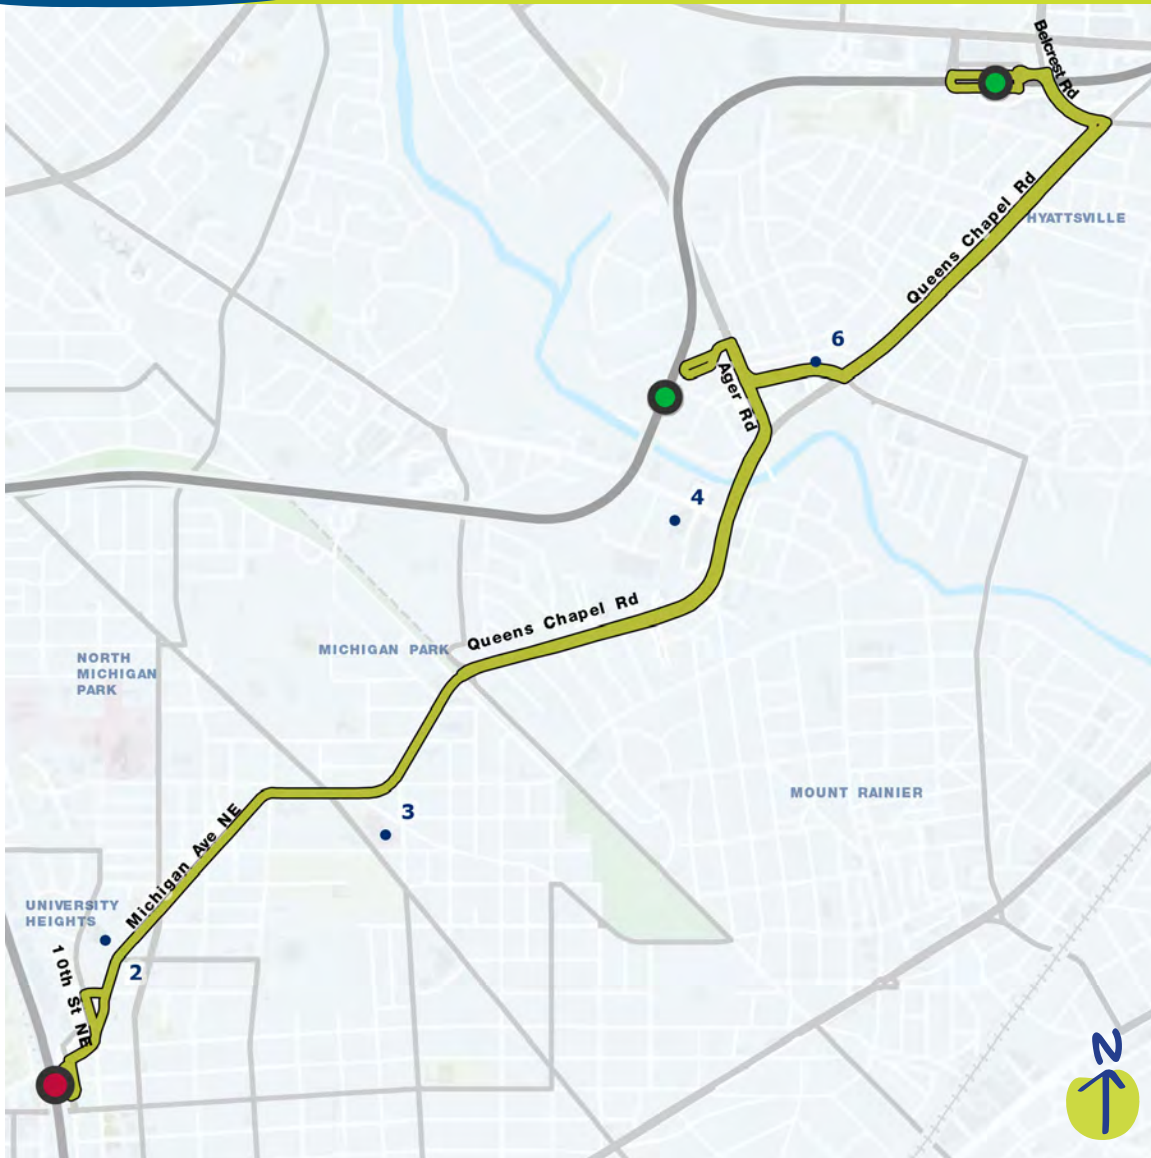 Belcrest Rd
Queens Chapel Rd
HYATTSVILLE
6
Ager Rd
4
Queens Chapel Rd
MICHIGAN PARK
NORTH
MICHIGAN
PARK
MOUNT RAINIER
3
Michigan Ave NE
UNIVERSITY
HEIGHTS
2
10th St NE
N